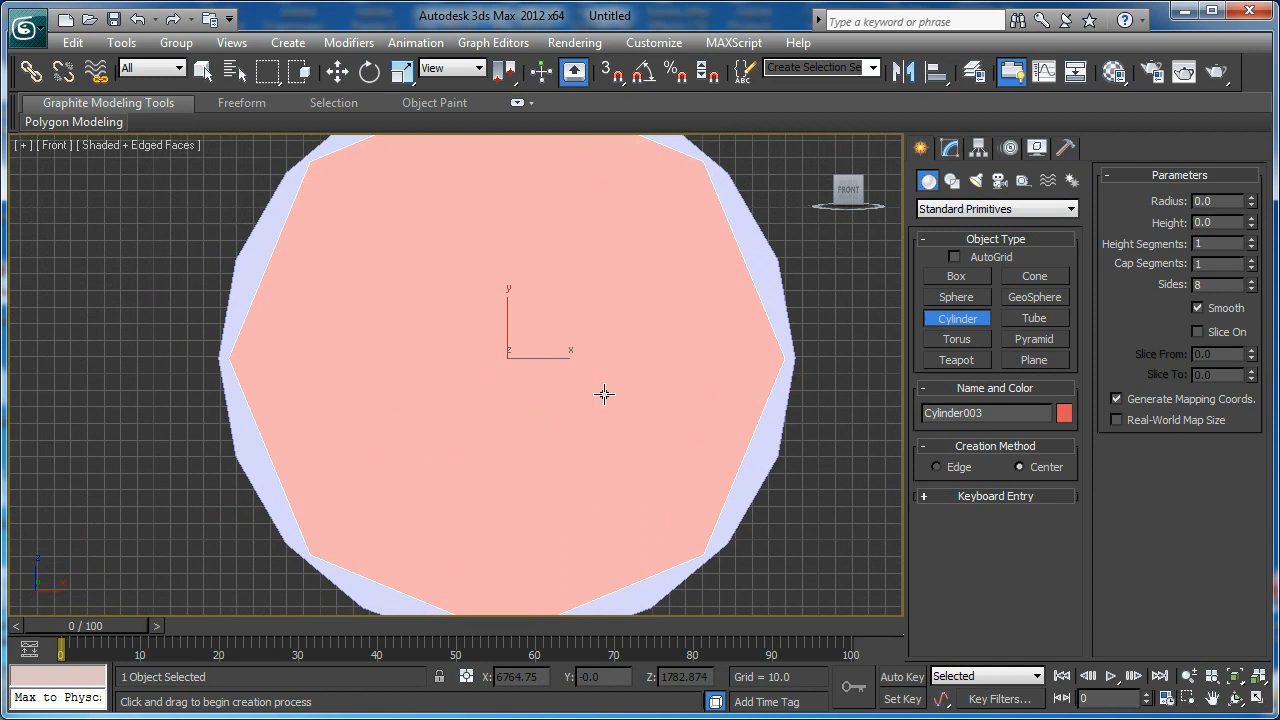 Autodesk 3ds Max 2012 x64 Untitled
Type a keyword or phrase
Edit Tools Group Views Create Modifiers Animation Graph Editors Rendering Customize MAXScript Help
All View 3 ABC Create Selection Se
Graphite Modeling Tools Freeform Selection Object Paint
Polygon Modeling
[ + ] [ Front ] [ Shaded + Edged Faces ]
FRONT
y
z x
z
x
Standard Primitives
- Object Type
AutoGrid
Box Cone
Sphere GeoSphere
Cylinder Tube
Torus Pyramid
Teapot Plane
- Name and Color
Cylinder003
- Creation Method
Edge Center
+ Keyboard Entry
- Parameters
Radius: 0.0
Height: 0.0
Height Segments: 1
Cap Segments: 1
Sides: 8
Smooth
Slice On
Slice From: 0.0
Slice To: 0.0
Generate Mapping Coords.
Real-World Map Size
< 0 / 100 >
0 10 20 30 40 50 60 70 80 90 100
1 Object Selected X: 6764.75 Y: -0.0 Z: 1782.874 Grid = 10.0 Auto Key Selected
Max to Physc
Click and drag to begin creation process Add Time Tag Set Key Key Filters... 0